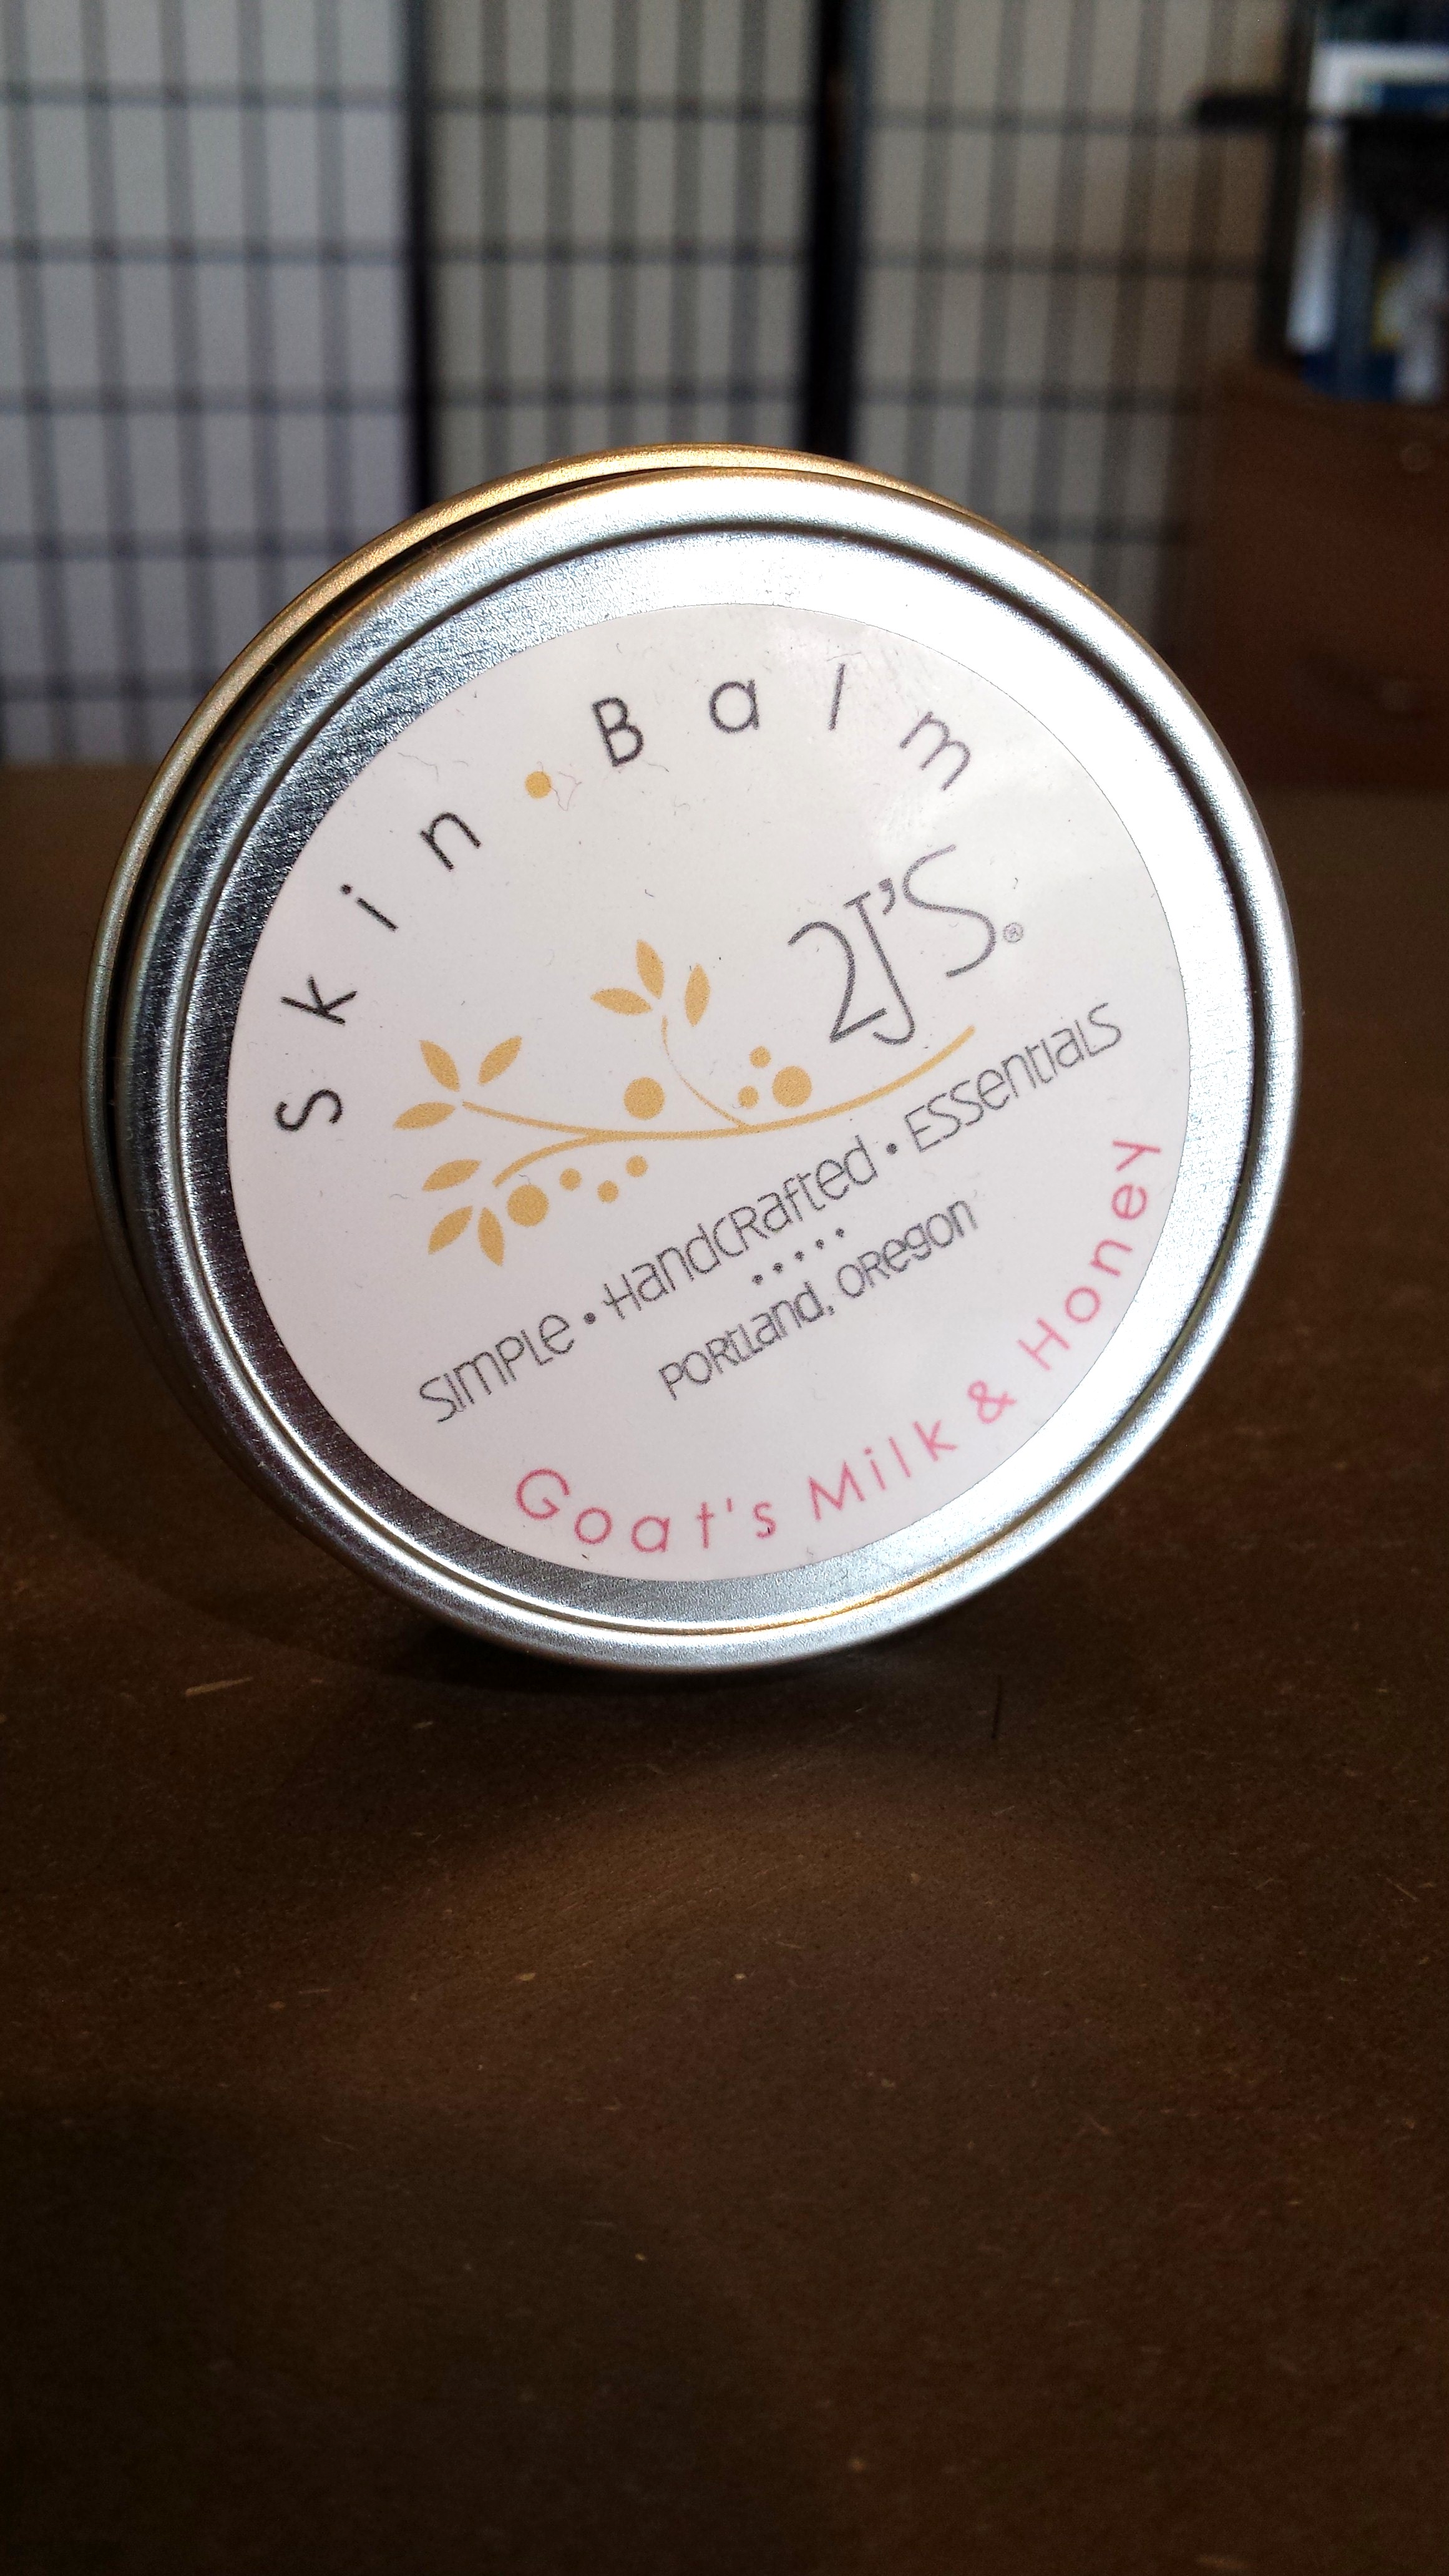 Skin • Balm
2J'S®
SIMPLE • HandCRafted • ESSentiaLS
• • • • •
PORtLand, ORegon
Goat's Milk & Honey